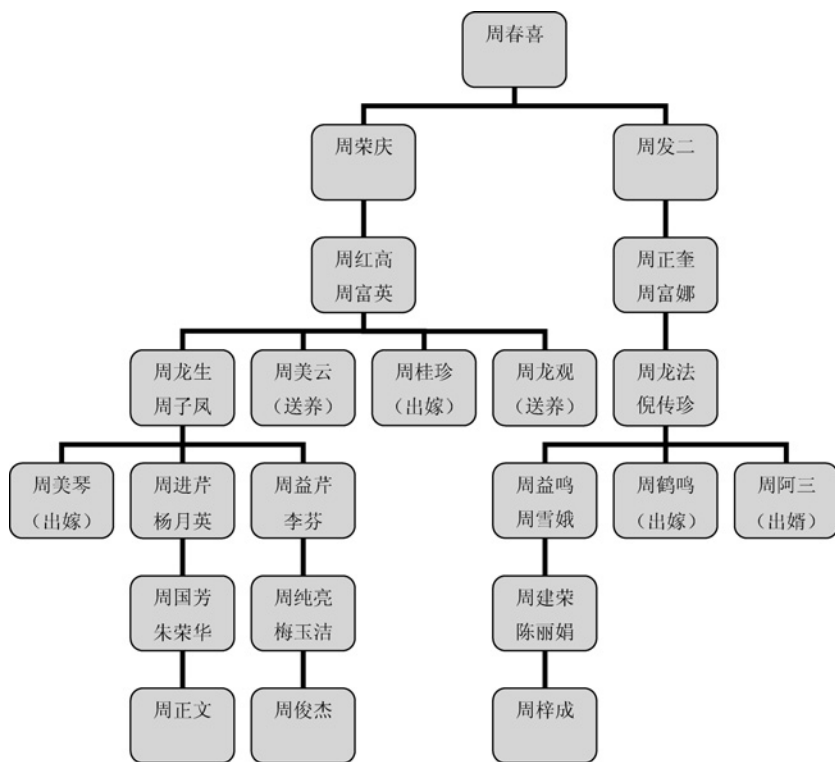 周春喜
周荣庆
周发二
周红高
周富英
周正奎
周富娜
周龙生
周子凤
周美云
（送养）
周桂珍
（出嫁）
周龙观
（送养）
周龙法
倪传珍
周美琴
（出嫁）
周进芹
杨月英
周益芹
李芬
周益鸣
周雪娥
周鹤鸣
（出嫁）
周阿三
（出婿）
周国芳
朱荣华
周纯亮
梅玉洁
周建荣
陈丽娟
周正文
周俊杰
周梓成